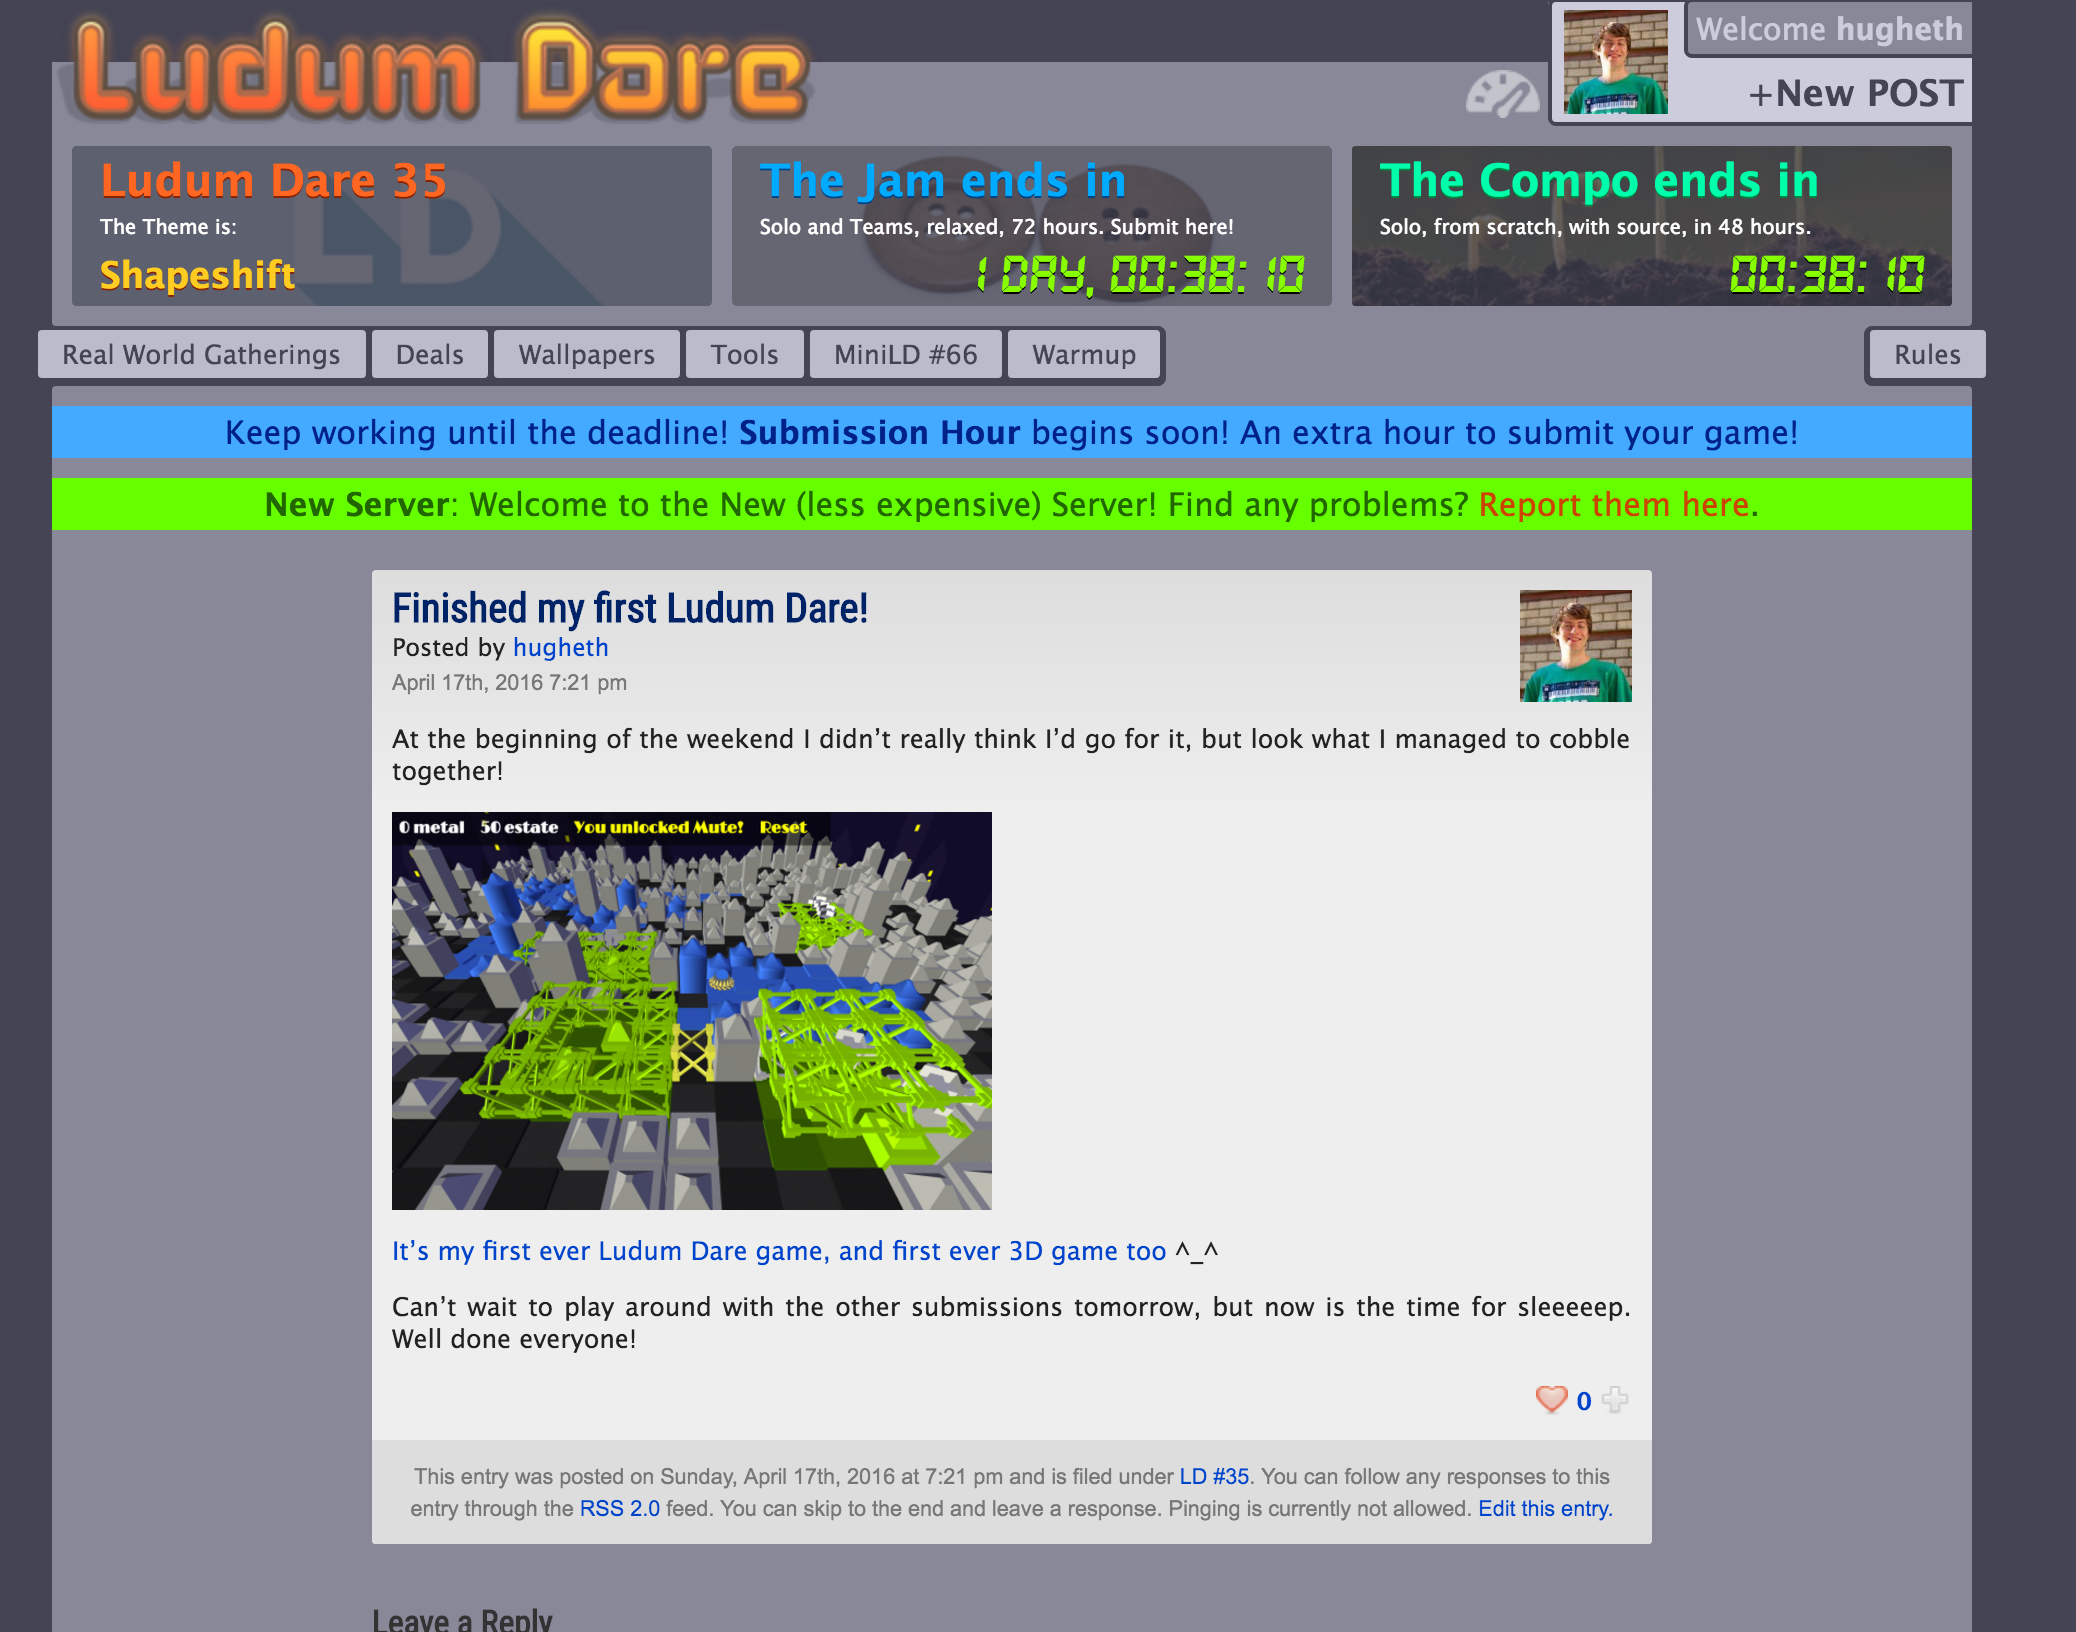 Ludum Dare
Welcome hugheth
+New POST
Ludum Dare 35
The Theme is:
Shapeshift
The Jam ends in
Solo and Teams, relaxed, 72 hours. Submit here!
1 DAY, 00:38:10
The Compo ends in
Solo, from scratch, with source, in 48 hours.
00:38:10
Real World Gatherings
Deals
Wallpapers
Tools
MiniLD #66
Warmup
Rules
Keep working until the deadline! Submission Hour begins soon! An extra hour to submit your game!
New Server: Welcome to the New (less expensive) Server! Find any problems? Report them here.
Finished my first Ludum Dare!
Posted by hugheth
April 17th, 2016 7:21 pm
At the beginning of the weekend I didn’t really think I’d go for it, but look what I managed to cobble
together!
0 metal 50 estate You unlocked Mute! Reset
It’s my first ever Ludum Dare game, and first ever 3D game too ^_^
Can’t wait to play around with the other submissions tomorrow, but now is the time for sleeeeep.
Well done everyone!
0
This entry was posted on Sunday, April 17th, 2016 at 7:21 pm and is filed under LD #35. You can follow any responses to this
entry through the RSS 2.0 feed. You can skip to the end and leave a response. Pinging is currently not allowed. Edit this entry.
Leave a Reply